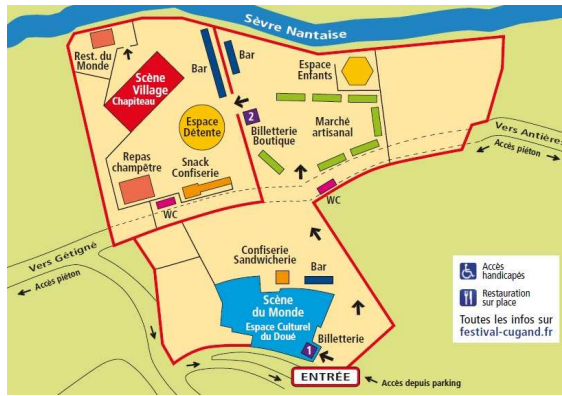 Sèvre Nantaise
Rest. du
Monde
Scène
Village
Chapiteau
Bar
Bar
Espace
Enfants
Espace
Détente
2
Billetterie
Boutique
Marché
artisanal
Vers Antières
Accès piéton
Repas
champêtre
Snack
Confiserie
WC
WC
Vers Gétigné
Accès piéton
Confiserie
Sandwicherie
Bar
Scène
du Monde
Espace Culturel
du Doué
Billetterie
1
ENTRÉE
Accès depuis parking
Accès
handicapés
Restauration
sur place
Toutes les infos sur
festival-cugand.fr